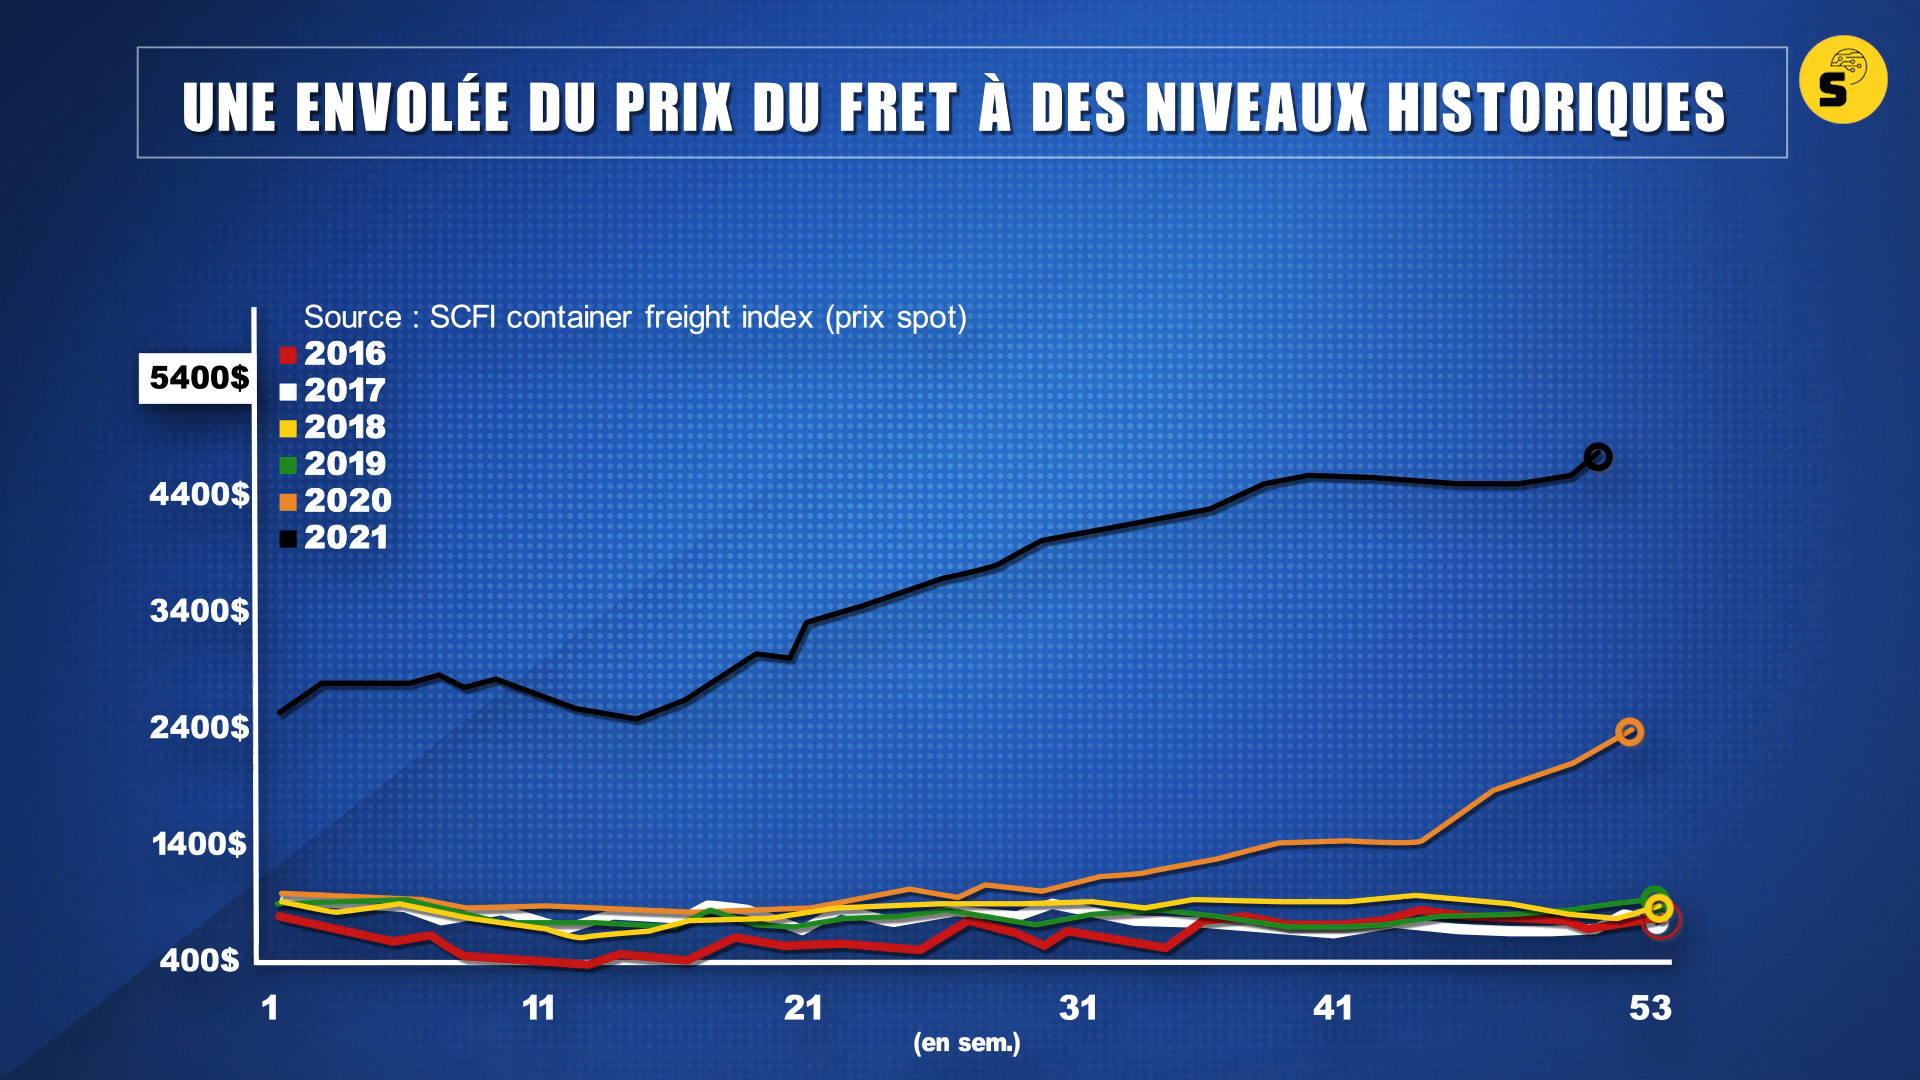 UNE ENVOLÉE DU PRIX DU FRET À DES NIVEAUX HISTORIQUES
S
Source : SCFI container freight index (prix spot)
2016
2017
2018
2019
2020
2021
5400$
4400$
3400$
2400$
1400$
400$
1 11 21 31 41 53
(en sem.)